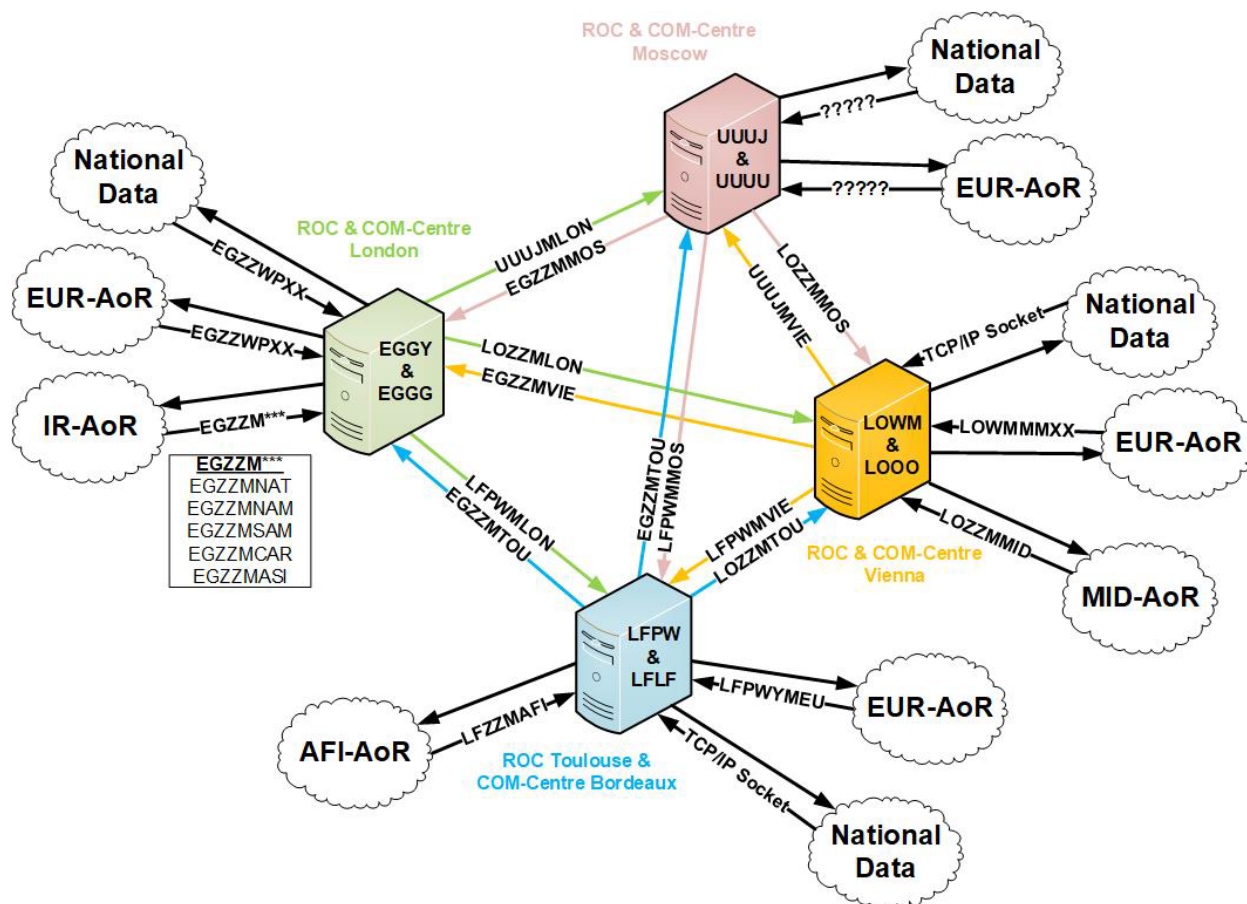 ROC & COM-Centre
Moscow
National
Data
?????
UUUJ
&
UUUU
?????
EUR-AoR
National
Data
EGZZWPXX
ROC & COM-Centre
London
UUUJMLON
EGZZMMOS
EUR-AoR
EGZZWPXX
EGGY
&
EGGG
IR-AoR
EGZZM***
EGZZM***
EGZZMNAT
EGZZMNAM
EGZZMSAM
EGZZMCAR
EGZZMASI
LOZZMLON
EGZZMVIE
UUUJMVIE
LOZZMMOS
TCP/IP Socket
National
Data
LOWM
&
LOOO
LOWMMMXX
EUR-AoR
LOZZMMID
MID-AoR
ROC & COM-Centre
Vienna
LFPWMLON
EGZZMTOU
EGZZMTOU
LFPWMMOS
LFPWMVIE
LOZZMTOU
LFPW
&
LFLF
LFPWYMEU
EUR-AoR
AFI-AoR
LFZZMAFI
ROC Toulouse &
COM-Centre Bordeaux
TCP/IP Socket
National
Data